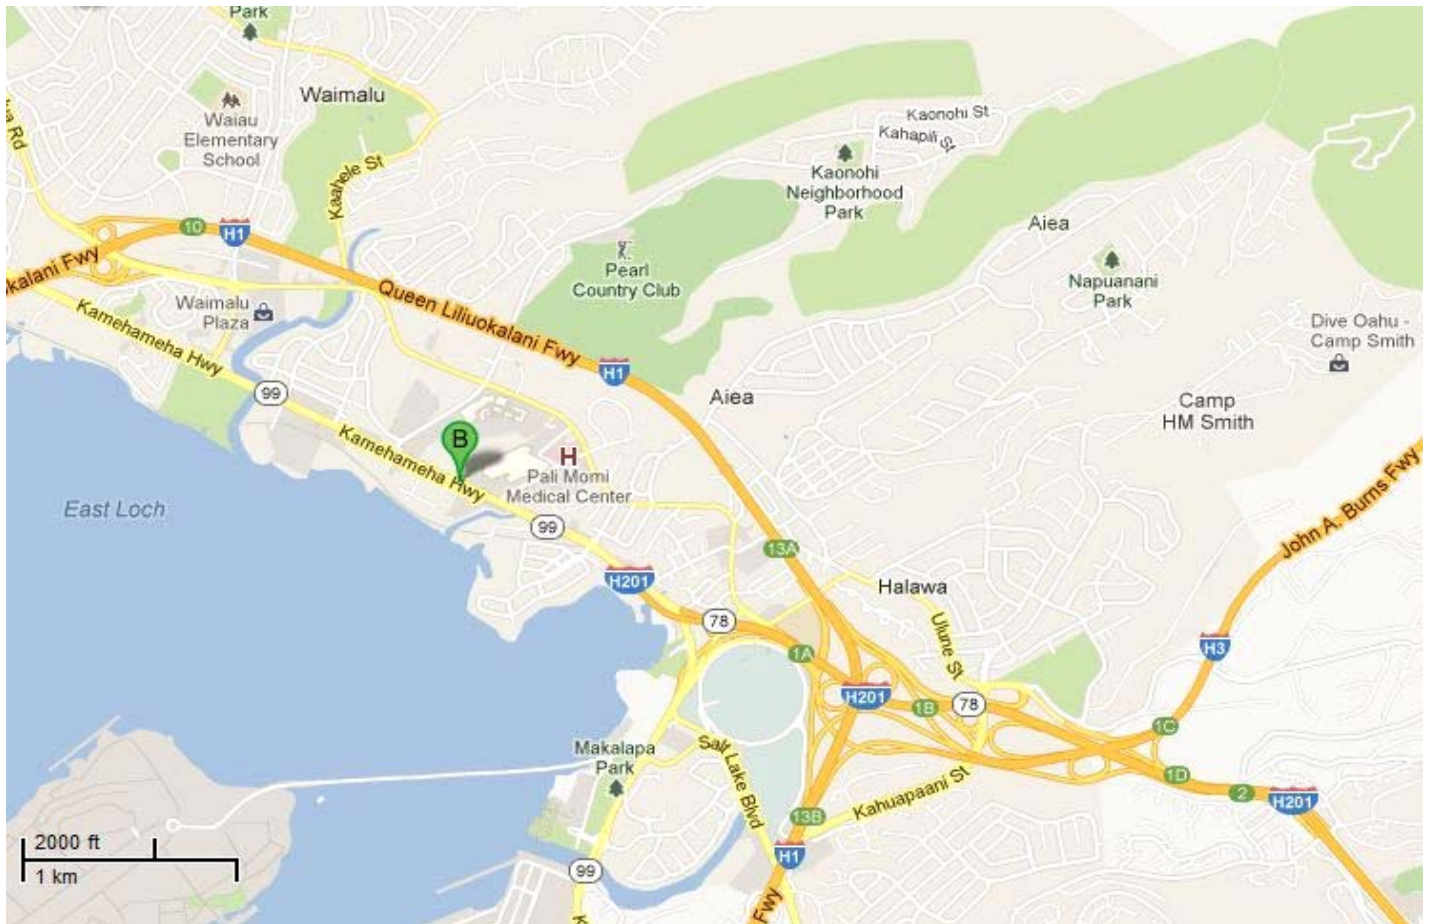 Park
Waimalu
Waiau
Elementary
School
Kaonohi St
Kahapili St
Kaonohi
Neighborhood
Park
Kaahele St
Aiea
10
H1
Pearl
Country Club
Napuanani
Park
kalani Fwy
Waimalu
Plaza
Queen Liliuokalani Fwy
Kamehameha Hwy
Dive Oahu -
Camp Smith
H1
99
Aiea
Camp
HM Smith
B
Kamehameha Hwy
H
Pali Momi
Medical Center
John A. Burns Fwy
East Loch
99
13A
H201
Halawa
78
Ulune St
1A
H3
H201
1B
78
1C
Makalapa
Park
Salt Lake Blvd
1D
Kahuapaani St
2
H201
13B
2000 ft
H1
1 km
99
Fwy